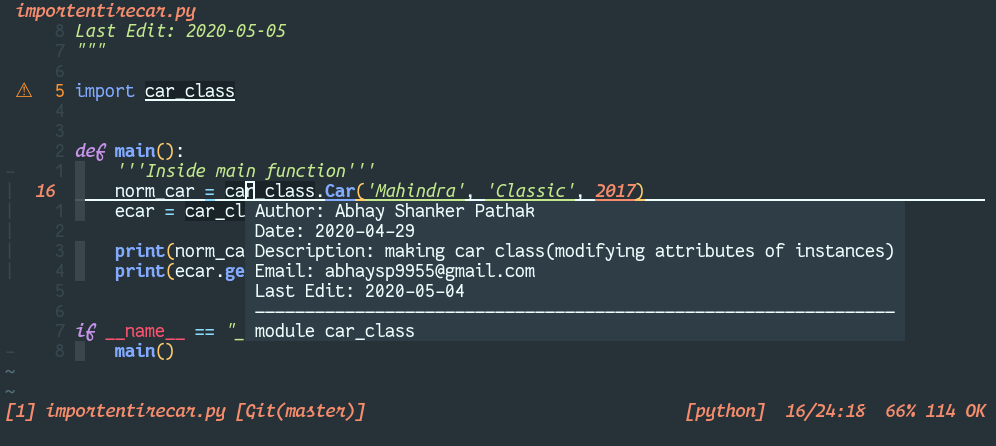 importentirecar.py
8 Last Edit: 2020-05-05
7 """
6
⚠ 5 import car_class
4
3
2 def main():
1 '''Inside main function'''
16 norm_car = car_class.Car('Mahindra', 'Classic', 2017)
1 ecar = car_cl Author: Abhay Shanker Pathak
2 Date: 2020-04-29
3 print(norm_ca Description: making car class(modifying attributes of instances)
4 print(ecar.ge Email: abhaysp9955@gmail.com
5 Last Edit: 2020-05-04
6 ----------------------------------------------------------------
7 if __name__ == "_ module car_class
8 main()
~
~
[1] importentirecar.py [Git(master)] [python] 16/24:18 66% 114 OK